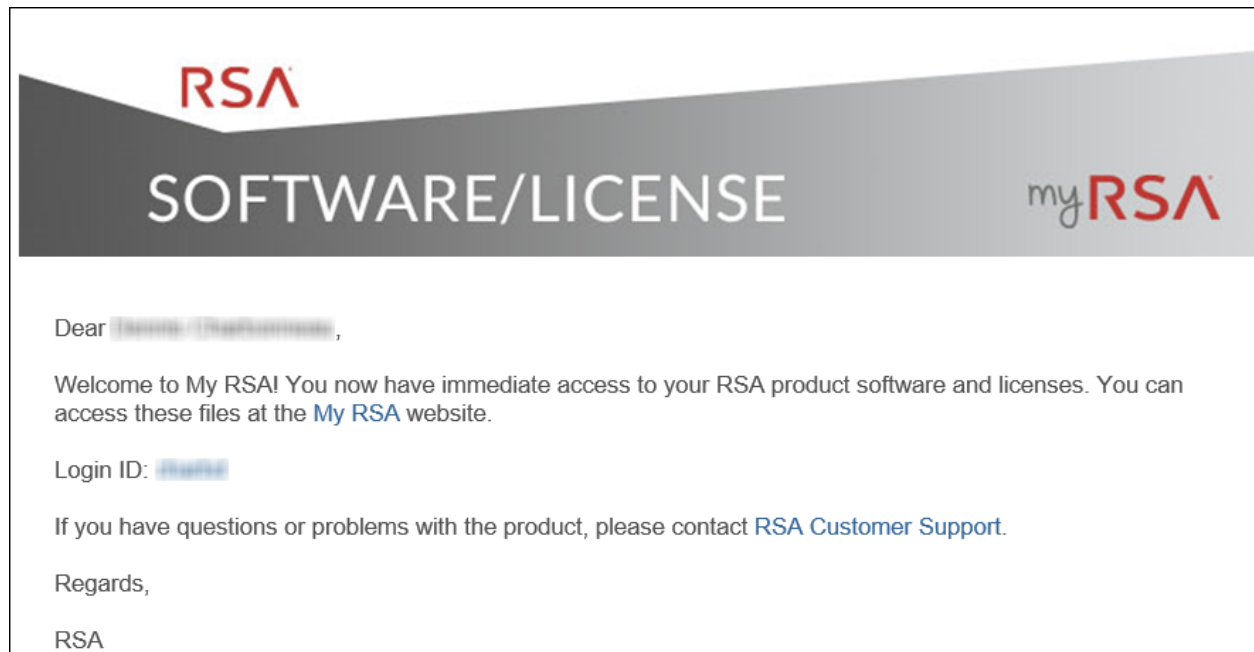 RSA
SOFTWARE/LICENSE
myRSA
Dear ,
Welcome to My RSA! You now have immediate access to your RSA product software and licenses. You can
access these files at the My RSA website.
Login ID:
If you have questions or problems with the product, please contact RSA Customer Support.
Regards,
RSA